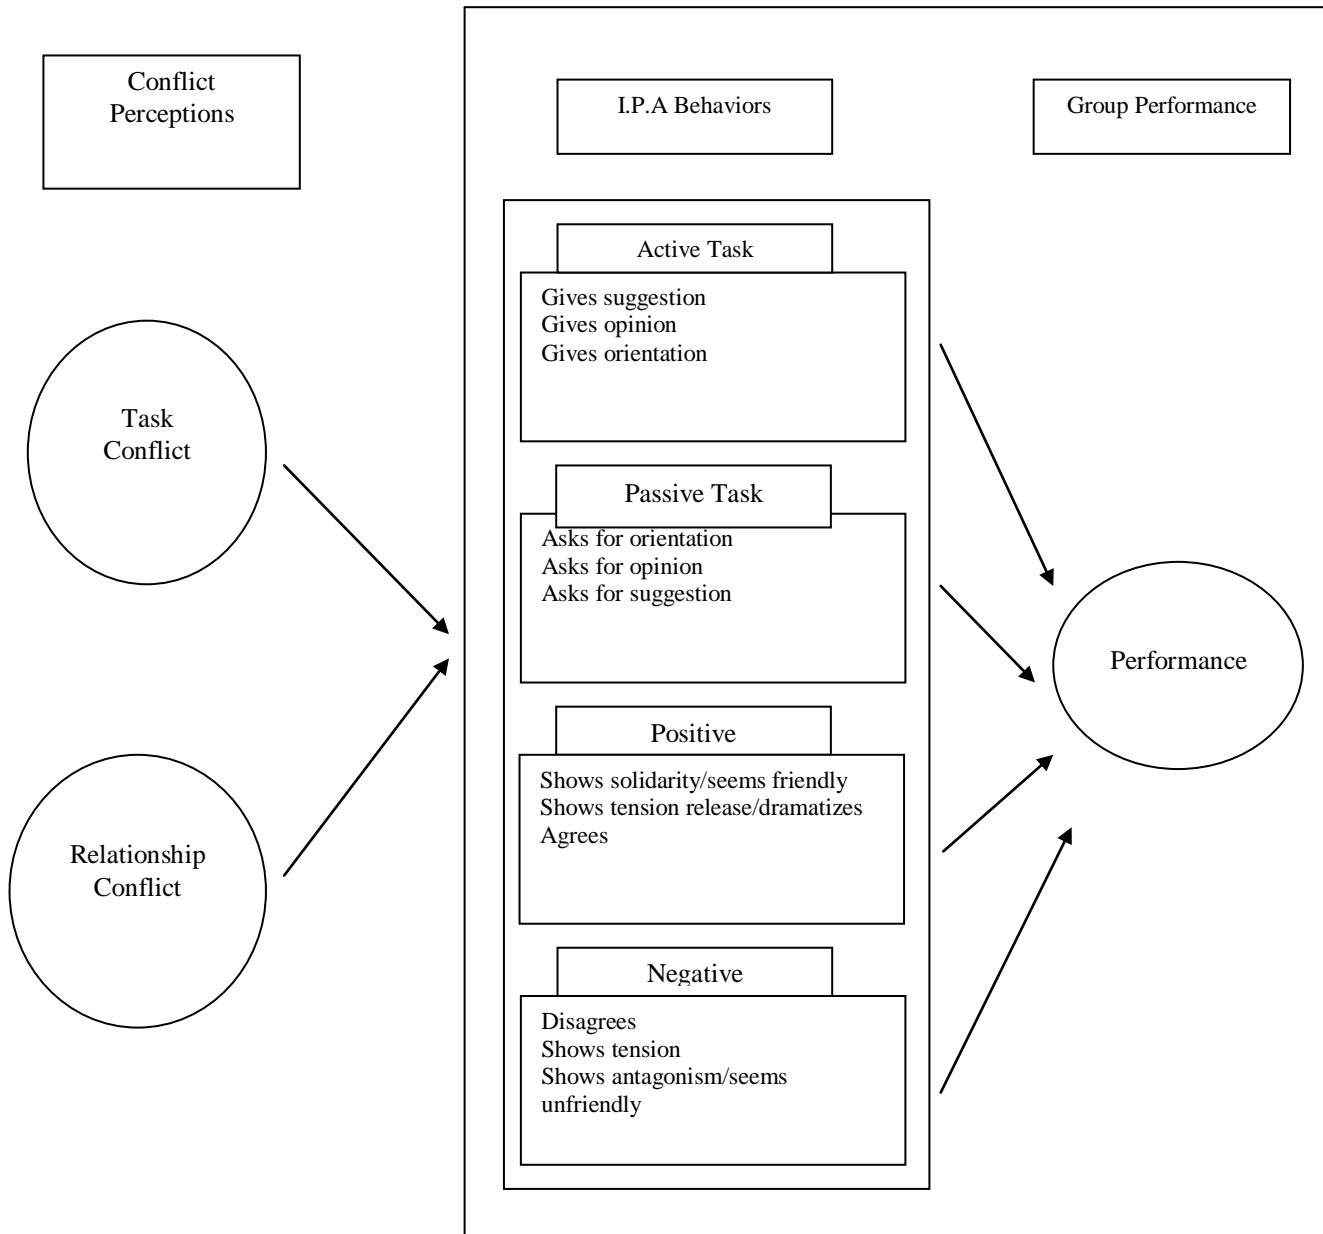 Conflict
Perceptions
I.P.A Behaviors
Group Performance
Active Task
Gives suggestion
Gives opinion
Gives orientation
Task
Conflict
Passive Task
Asks for orientation
Asks for opinion
Asks for suggestion
Performance
Positive
Shows solidarity/seems friendly
Shows tension release/dramatizes
Agrees
Relationship
Conflict
Negative
Disagrees
Shows tension
Shows antagonism/seems
unfriendly